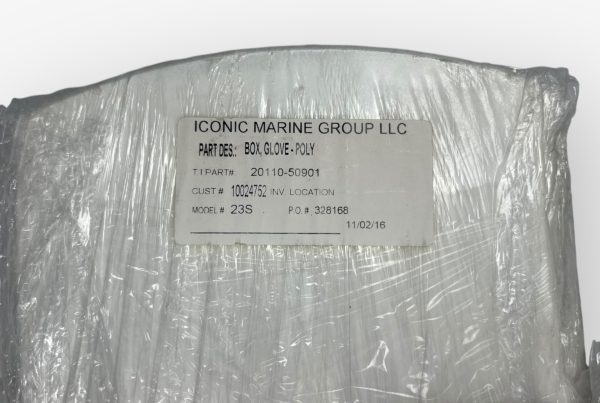 ICONIC MARINE GROUP LLC
PART DES.: BOX, GLOVE - POLY
T I PART# 20110-50901
CUST # 10024752 INV. LOCATION
MODEL # 23S P.O.# 328168
11/02/16